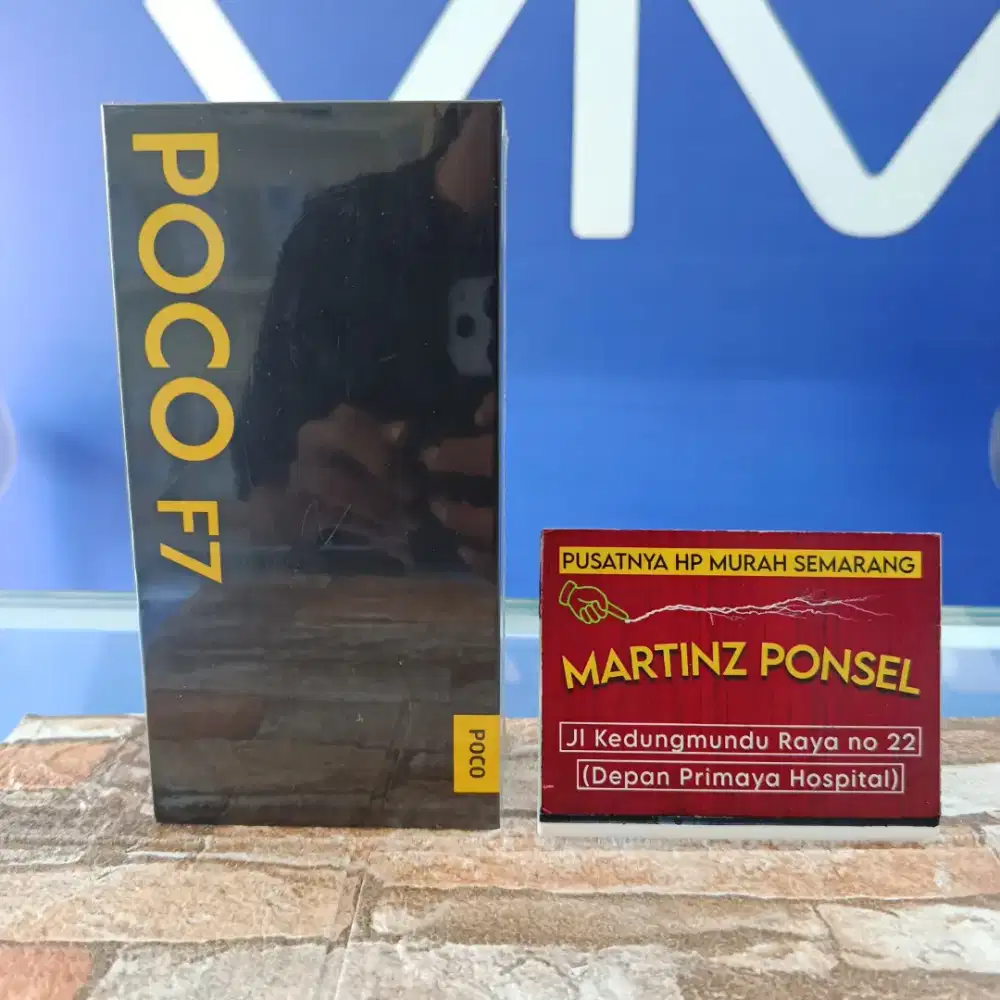 POCO F7
POCO
PUSATNYA HP MURAH SEMARANG
MARTINZ PONSEL
Jl Kedungmundu Raya no 22
(Depan Primaya Hospital)